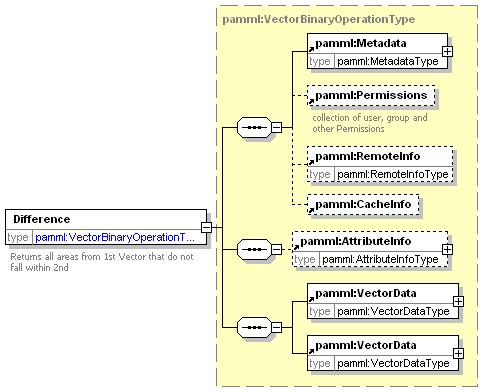 pamml:VectorBinaryOperationType
pamml:Metadata
type pamml:MetadataType
pamml:Permissions
collection of user, group and
other Permissions
pamml:RemoteInfo
type pamml:RemoteInfoType
pamml:CacheInfo
Difference
type pamml:VectorBinaryOperationT...
Returns all areas from 1st Vector that do not
fall within 2nd
pamml:AttributeInfo
type pamml:AttributeInfoType
pamml:VectorData
type pamml:VectorDataType
pamml:VectorData
type pamml:VectorDataType